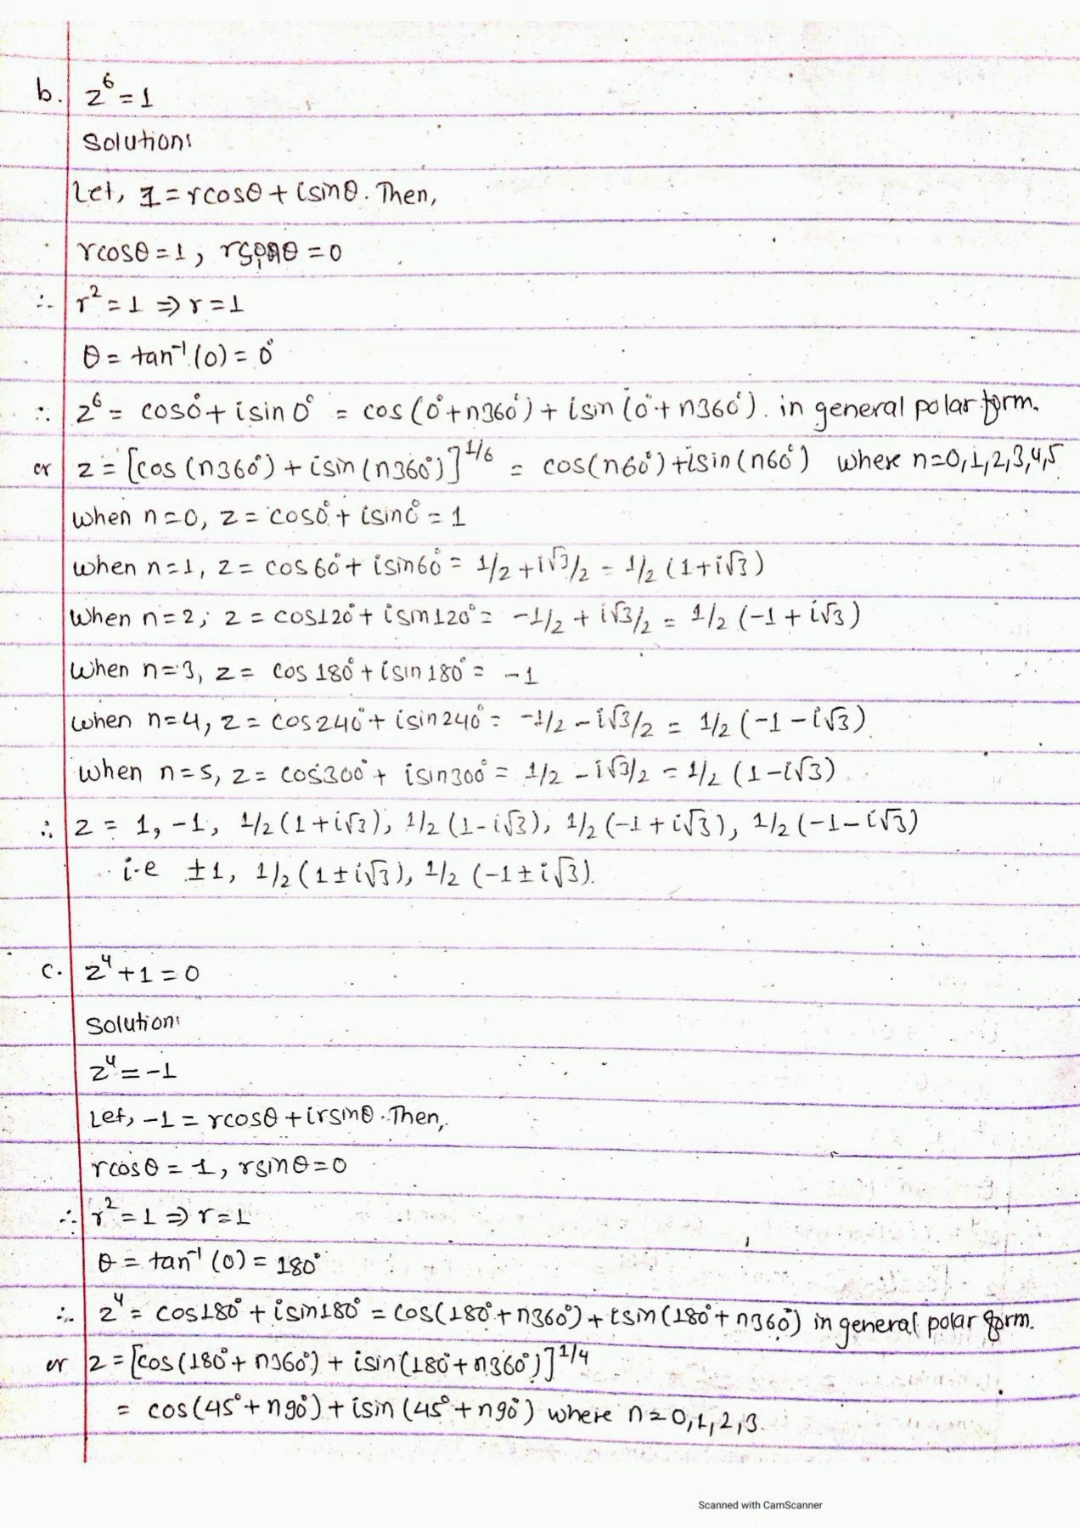 b. z⁶ = 1
Solution:
Let, 1 = rcosθ + isinθ. Then,
rcosθ = 1, rsinθ = 0
∴ r² = 1 ⇒ r = 1
θ = tan⁻¹(0) = 0°
∴ z⁶ = cos0° + isin0° = cos(0° + n360°) + isin(0° + n360°). in general polar form.
or z = [cos(n360°) + isin(n360°)]^1/6 = cos(n60°) + isin(n60°) where n=0,1,2,3,4,5
when n=0, z = cos0° + isin0° = 1
when n=1, z = cos60° + isin60° = 1/2 + i√3/2 = 1/2 (1+i√3)
When n=2; z = cos120° + isin120° = -1/2 + i√3/2 = 1/2 (-1 + i√3)
When n=3, z = cos 180° + isin 180° = -1
when n=4, z = cos240° + isin240° = -1/2 - i√3/2 = 1/2 (-1 - i√3)
When n=5, z = cos300° + isin300° = 1/2 - i√3/2 = 1/2 (1-i√3)
∴ z = 1, -1, 1/2(1+i√3), 1/2 (1-i√3), 1/2 (-1+i√3), 1/2 (-1-i√3)
i.e ±1, 1/2 (1±i√3), 1/2 (-1±i√3).
c. z⁴ + 1 = 0
Solution:
z⁴ = -1
Let, -1 = rcosθ + irsinθ. Then,
rcosθ = -1, rsinθ = 0
∴ r² = 1 ⇒ r = 1
θ = tan⁻¹ (0) = 180°
∴ z⁴ = cos180° + isin180° = cos(180° + n360°) + isin(180° + n360°) in general polar form.
or z = [cos(180° + n360°) + isin(180° + n360°)]^1/4
= cos(45° + n90°) + isin(45° + n90°) where n=0,1,2,3.
Scanned with CamScanner